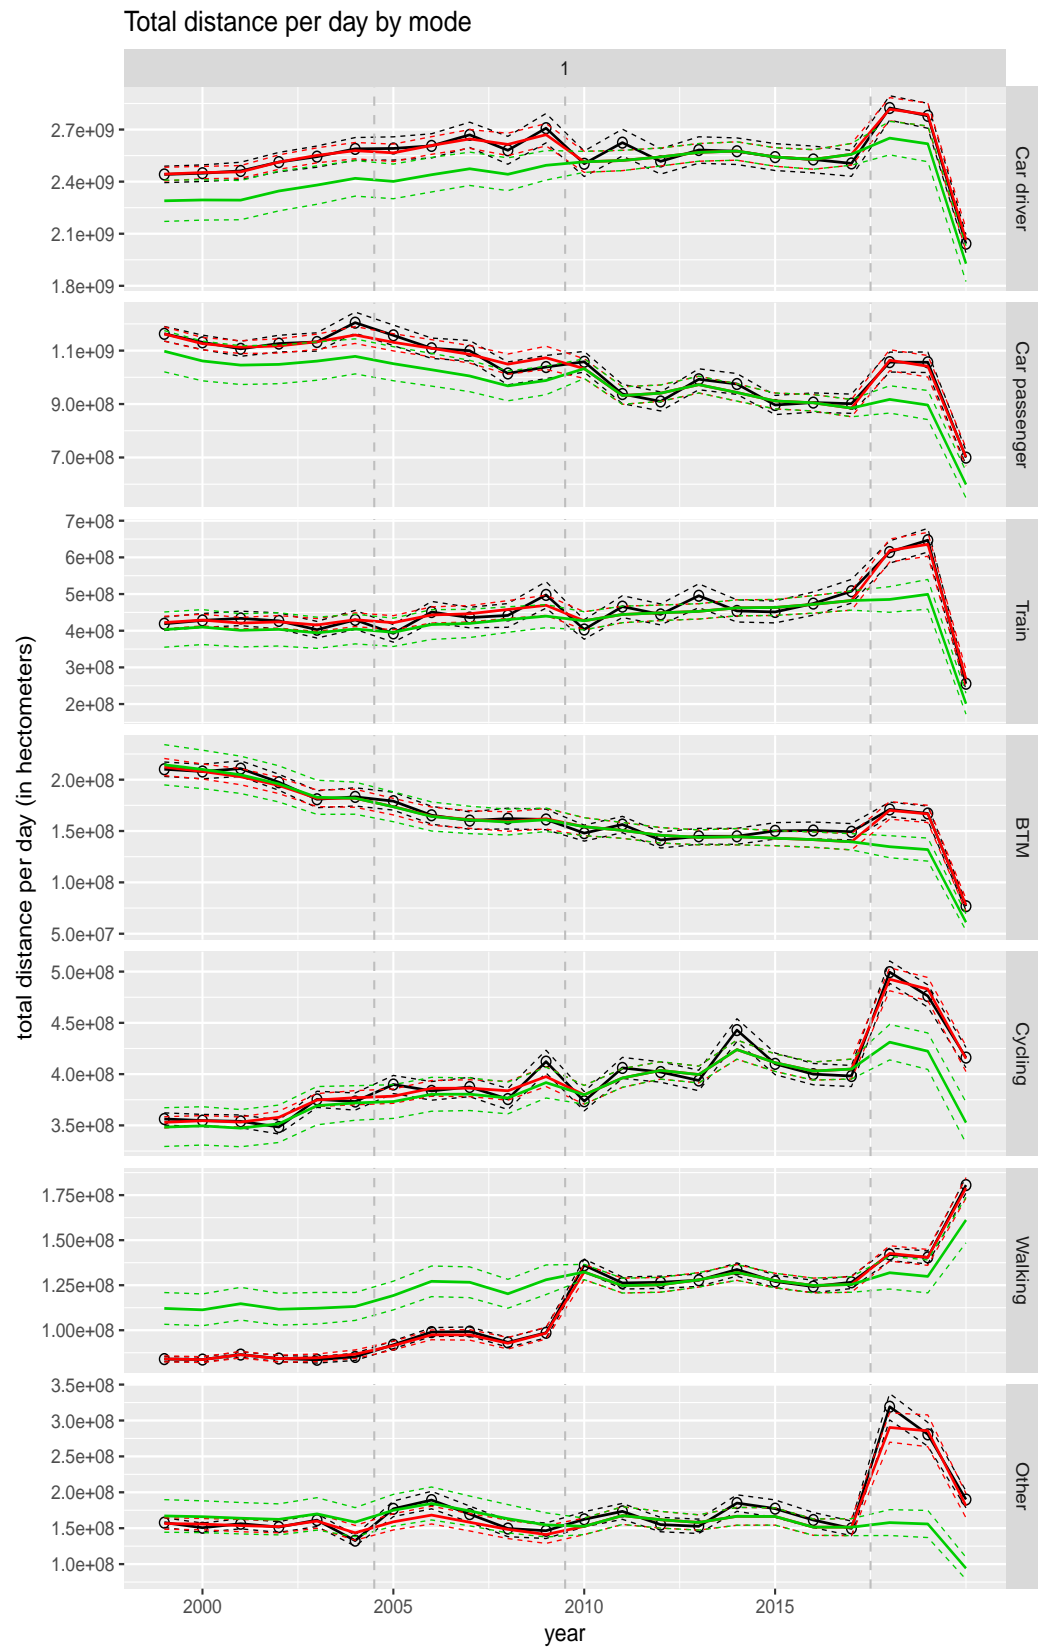 Total distance per day by mode
1
2.7e+09
2.4e+09
2.1e+09
1.8e+09
Car driver
1.1e+09
9.0e+08
7.0e+08
Car passenger
7e+08
6e+08
5e+08
4e+08
3e+08
2e+08
Train
2.0e+08
1.5e+08
1.0e+08
5.0e+07
BTM
5.0e+08
4.5e+08
4.0e+08
3.5e+08
Cycling
1.75e+08
1.50e+08
1.25e+08
1.00e+08
Walking
3.5e+08
3.0e+08
2.5e+08
2.0e+08
1.5e+08
1.0e+08
Other
2000 2005 2010 2015
year
total distance per day (in hectometers)